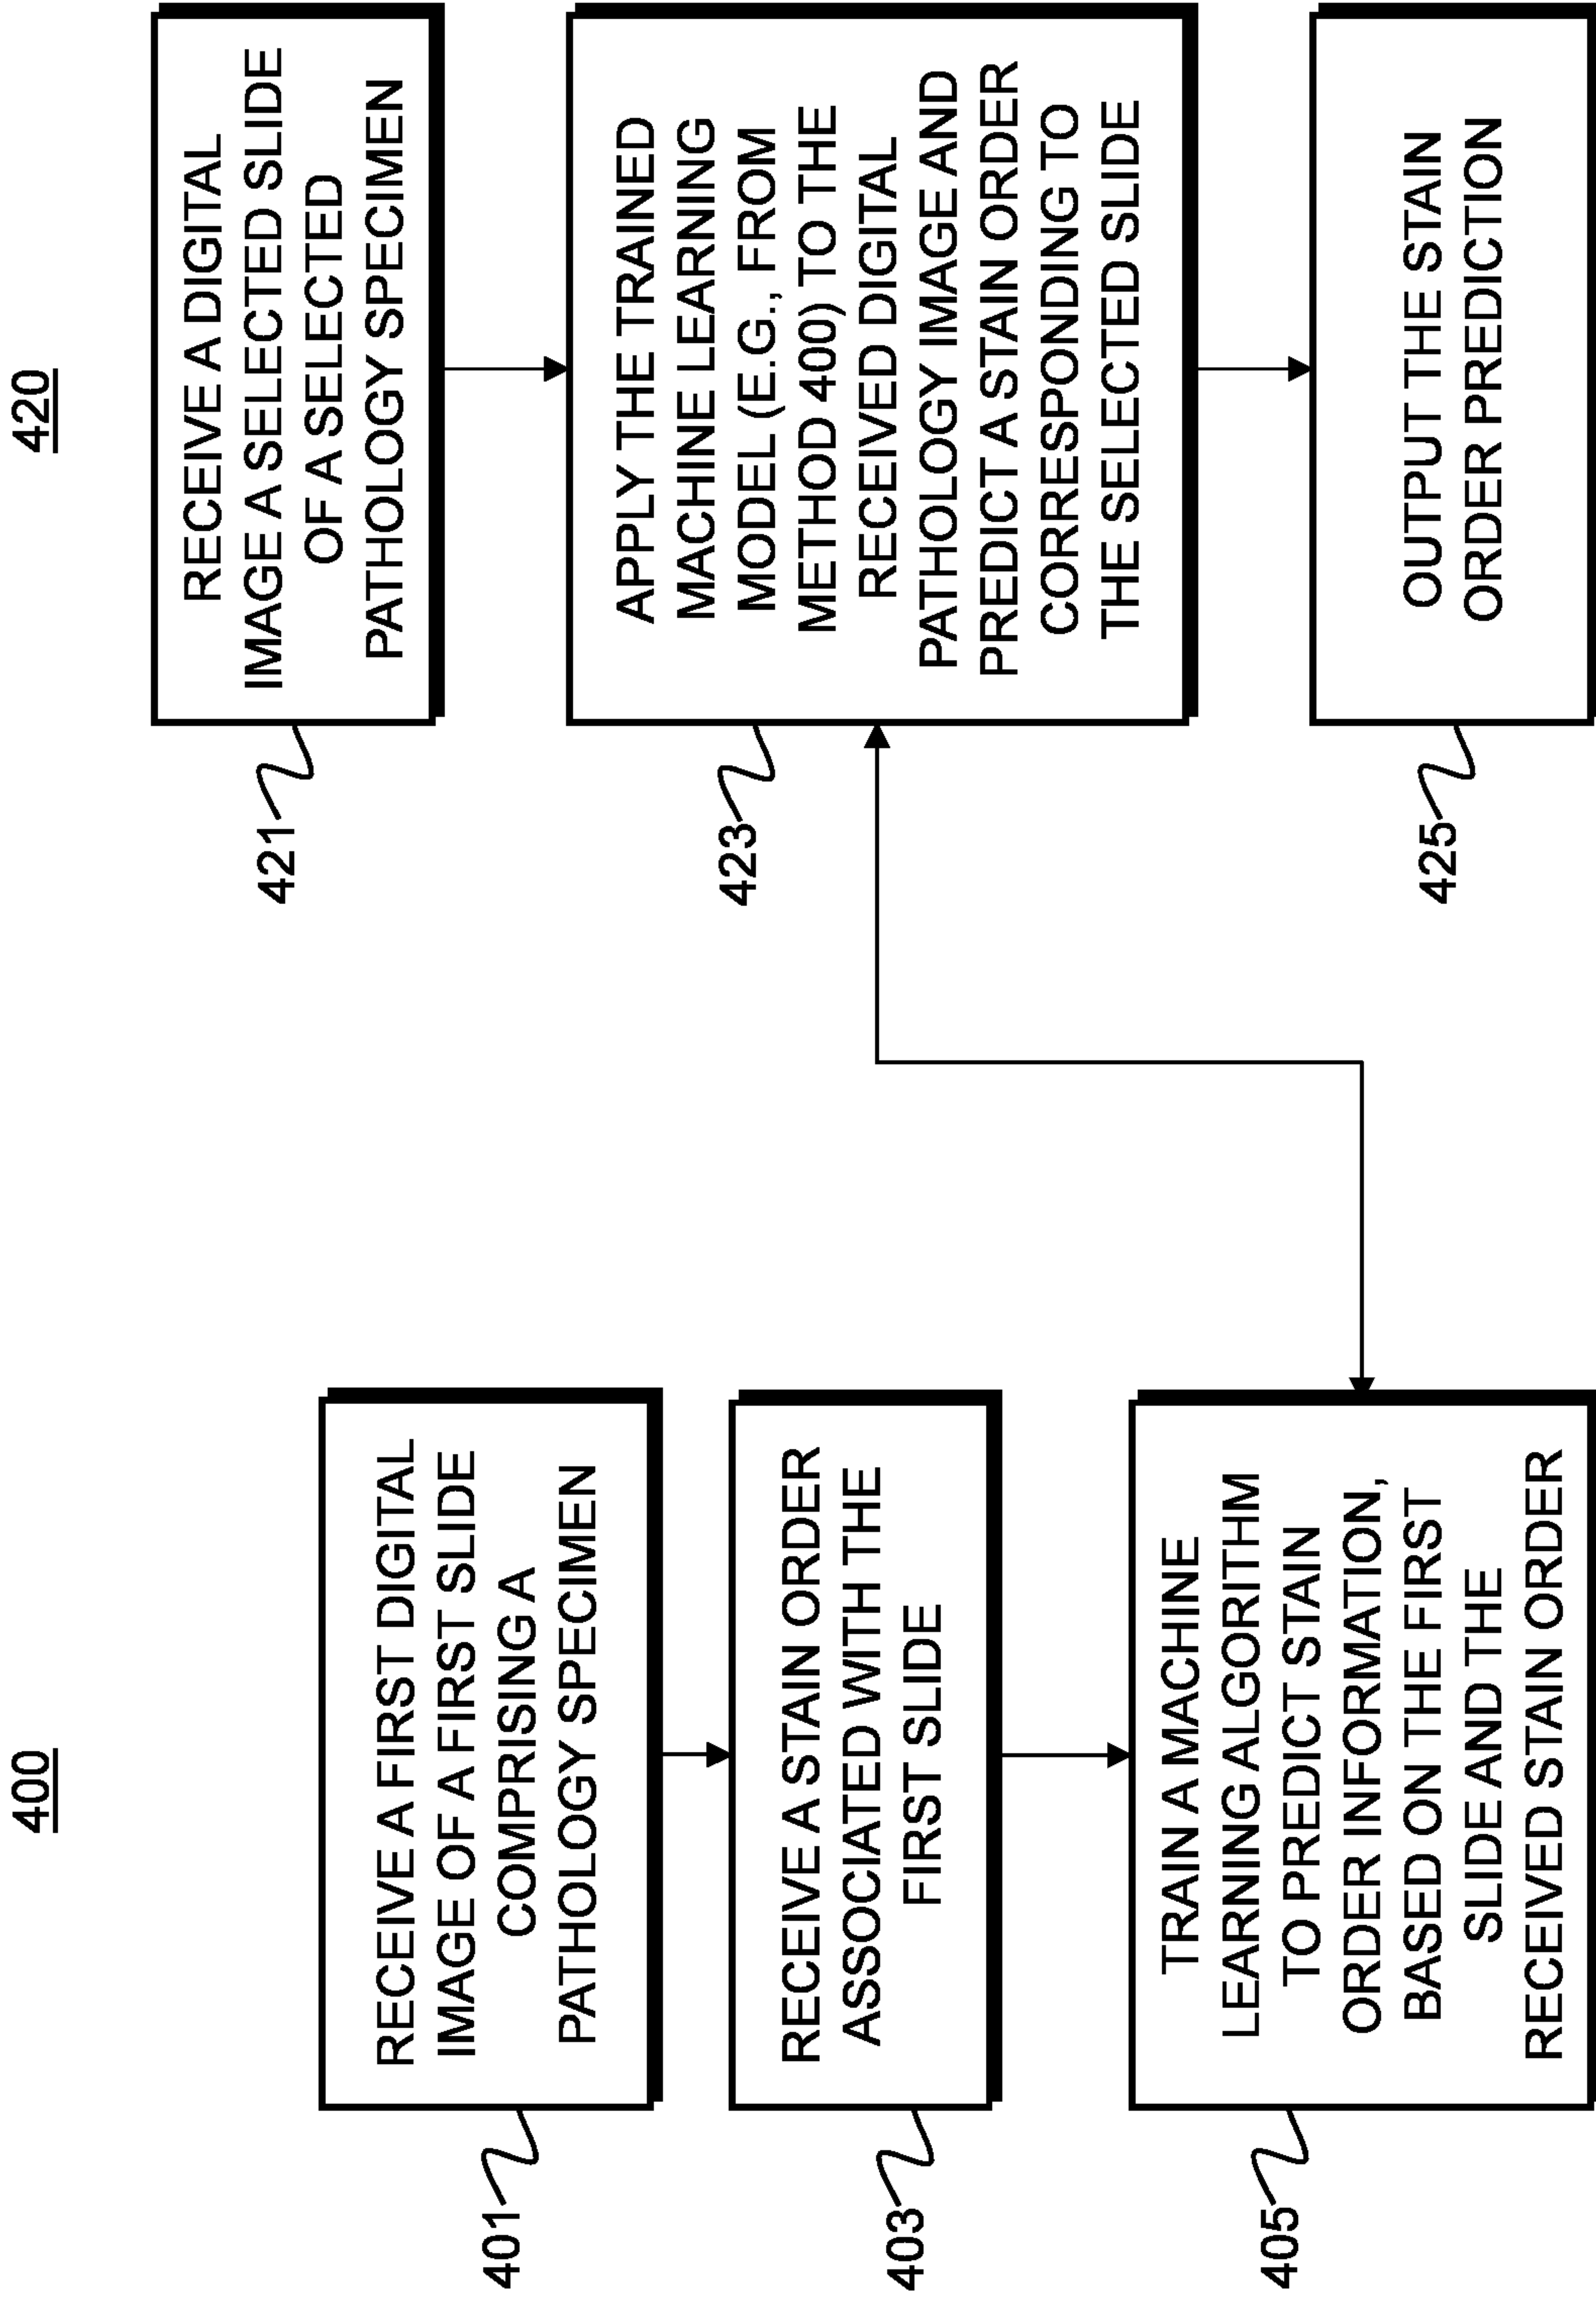 400
401
RECEIVE A FIRST DIGITAL
IMAGE OF A FIRST SLIDE
COMPRISING A
PATHOLOGY SPECIMEN
403
RECEIVE A STAIN ORDER
ASSOCIATED WITH THE
FIRST SLIDE
405
TRAIN A MACHINE
LEARNING ALGORITHM
TO PREDICT STAIN
ORDER INFORMATION,
BASED ON THE FIRST
SLIDE AND THE
RECEIVED STAIN ORDER
420
421
RECEIVE A DIGITAL
IMAGE A SELECTED SLIDE
OF A SELECTED
PATHOLOGY SPECIMEN
423
APPLY THE TRAINED
MACHINE LEARNING
MODEL (E.G., FROM
METHOD 400) TO THE
RECEIVED DIGITAL
PATHOLOGY IMAGE AND
PREDICT A STAIN ORDER
CORRESPONDING TO
THE SELECTED SLIDE
425
OUTPUT THE STAIN
ORDER PREDICTION